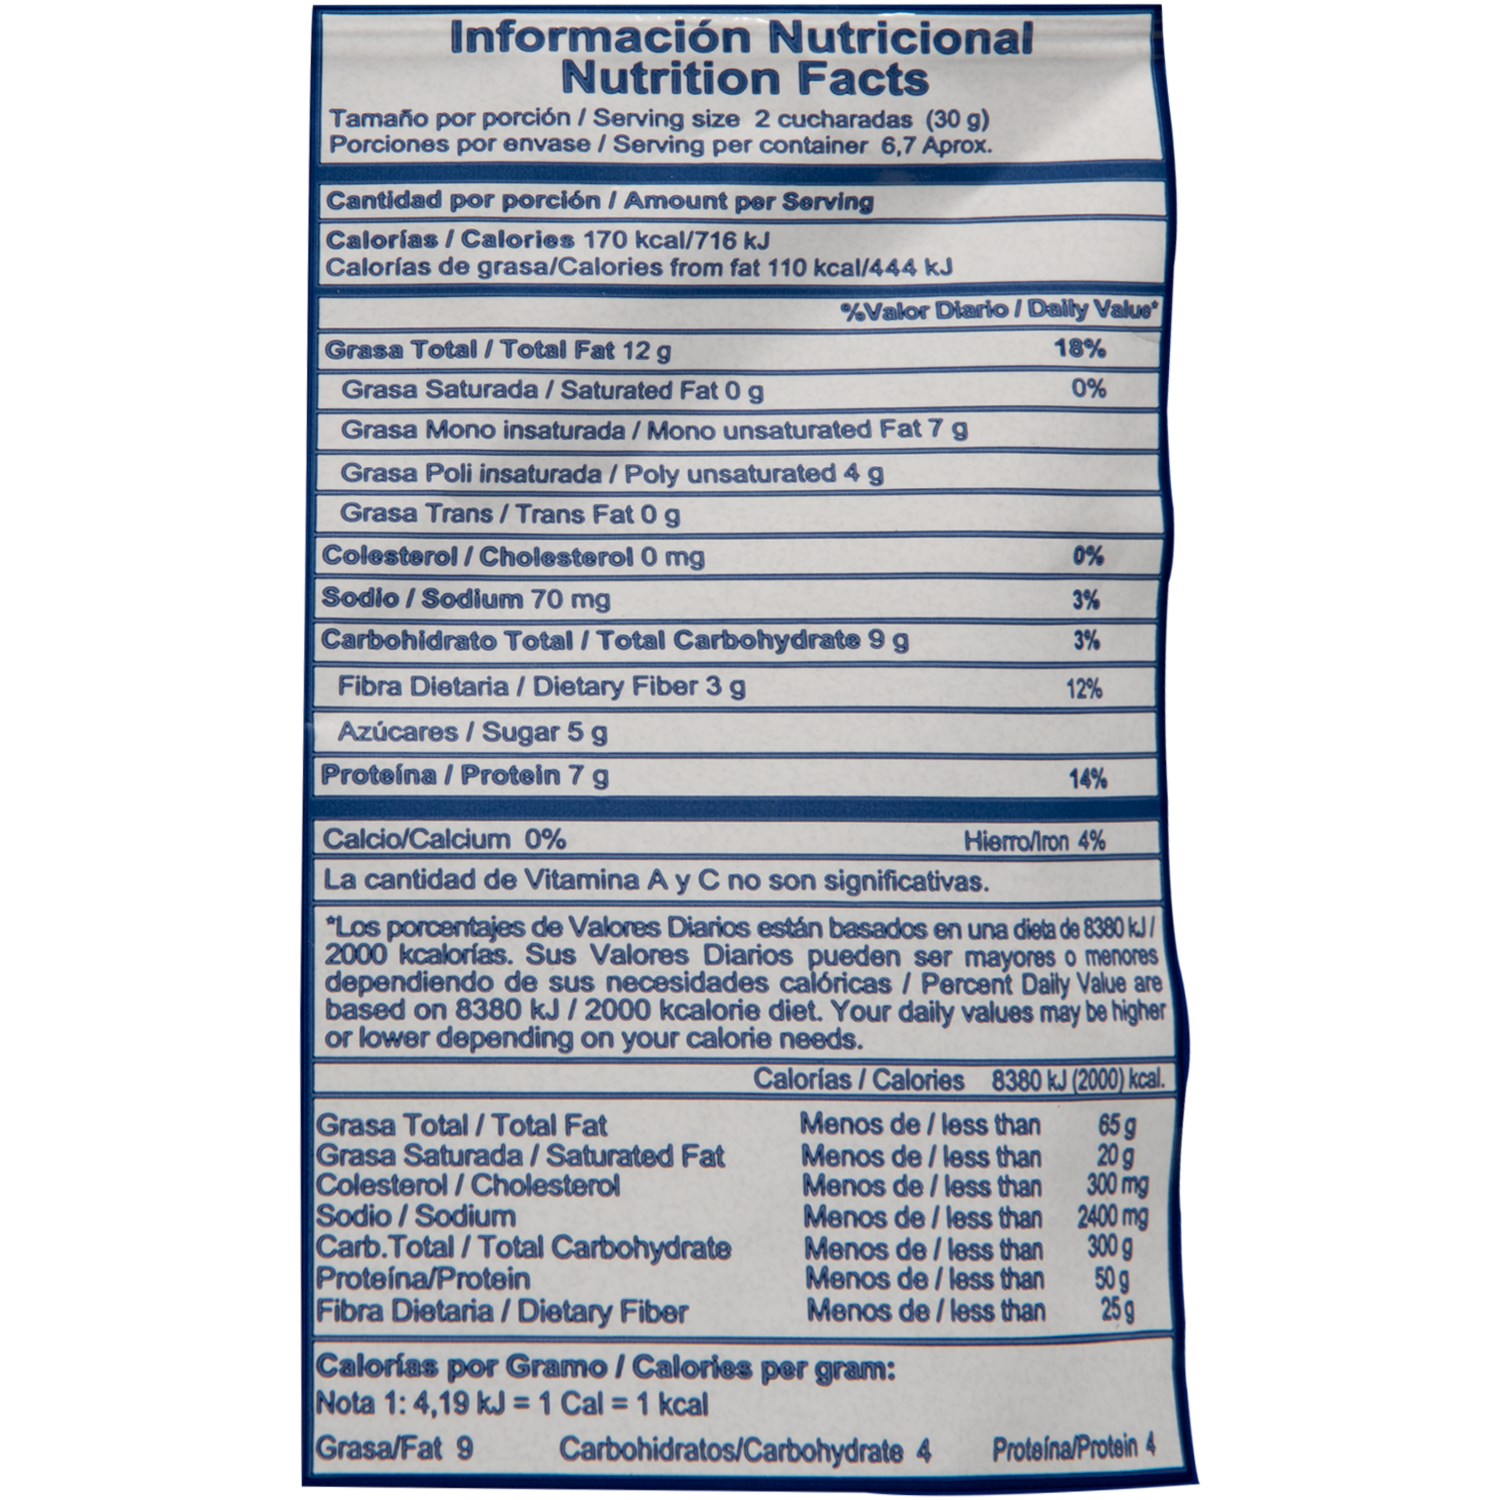 Información Nutricional
Nutrition Facts
Tamaño por porción / Serving size 2 cucharadas (30 g)
Porciones por envase / Serving per container 6,7 Aprox.
Cantidad por porción / Amount per Serving
Calorías / Calories 170 kcal/716 kJ
Calorías de grasa/Calories from fat 110 kcal/444 kJ
%Valor Diario / Daily Value*
Grasa Total / Total Fat 12 g 18%
Grasa Saturada / Saturated Fat 0 g 0%
Grasa Mono insaturada / Mono unsaturated Fat 7 g
Grasa Poli insaturada / Poly unsaturated 4 g
Grasa Trans / Trans Fat 0 g
Colesterol / Cholesterol 0 mg 0%
Sodio / Sodium 70 mg 3%
Carbohidrato Total / Total Carbohydrate 9 g 3%
Fibra Dietaria / Dietary Fiber 3 g 12%
Azúcares / Sugar 5 g
Proteína / Protein 7 g 14%
Calcio/Calcium 0% Hierro/Iron 4%
La cantidad de Vitamina A y C no son significativas.
*Los porcentajes de Valores Diarios están basados en una dieta de 8380 kJ /
2000 kcalorías. Sus Valores Diarios pueden ser mayores o menores
dependiendo de sus necesidades calóricas / Percent Daily Value are
based on 8380 kJ / 2000 kcalorie diet. Your daily values may be higher
or lower depending on your calorie needs.
Calorías / Calories 8380 kJ (2000) kcal.
Grasa Total / Total Fat Menos de / less than 65 g
Grasa Saturada / Saturated Fat Menos de / less than 20 g
Colesterol / Cholesterol Menos de / less than 300 mg
Sodio / Sodium Menos de / less than 2400 mg
Carb.Total / Total Carbohydrate Menos de / less than 300 g
Proteína/Protein Menos de / less than 50 g
Fibra Dietaria / Dietary Fiber Menos de / less than 25 g
Calorías por Gramo / Calories per gram:
Nota 1: 4,19 kJ = 1 Cal = 1 kcal
Grasa/Fat 9 Carbohidratos/Carbohydrate 4 Proteína/Protein 4